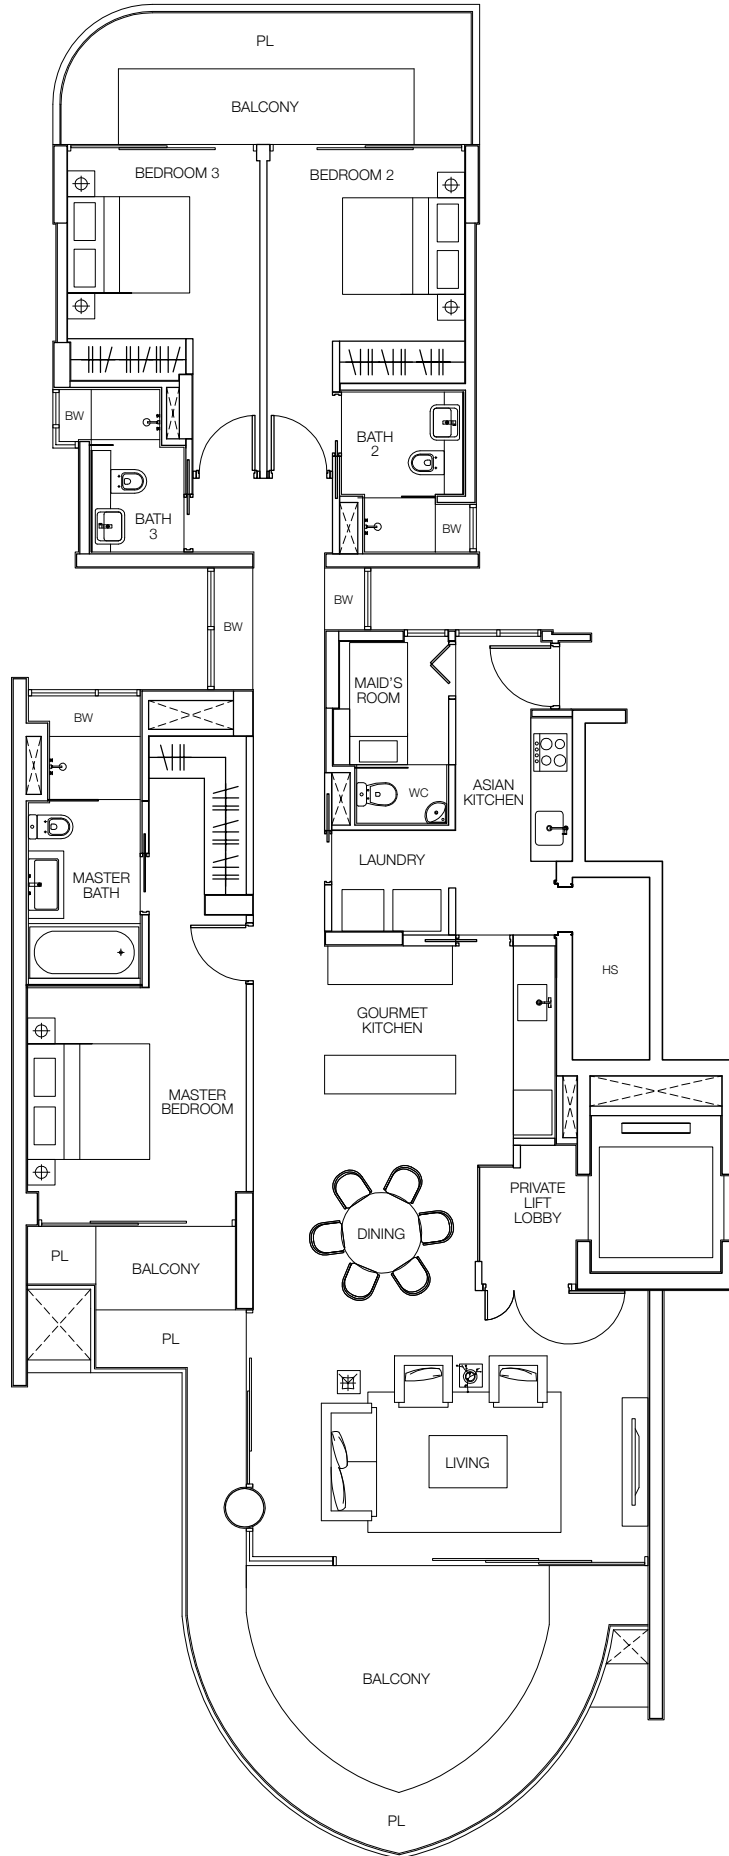 PL
BALCONY
BEDROOM 3
BEDROOM 2
BW
BATH
2
BATH
3
BW
BW
BW
MAID'S
ROOM
BW
ASIAN
KITCHEN
WC
LAUNDRY
MASTER
BATH
HS
GOURMET
KITCHEN
MASTER
BEDROOM
PRIVATE
LIFT
LOBBY
DINING
PL
BALCONY
PL
LIVING
BALCONY
PL